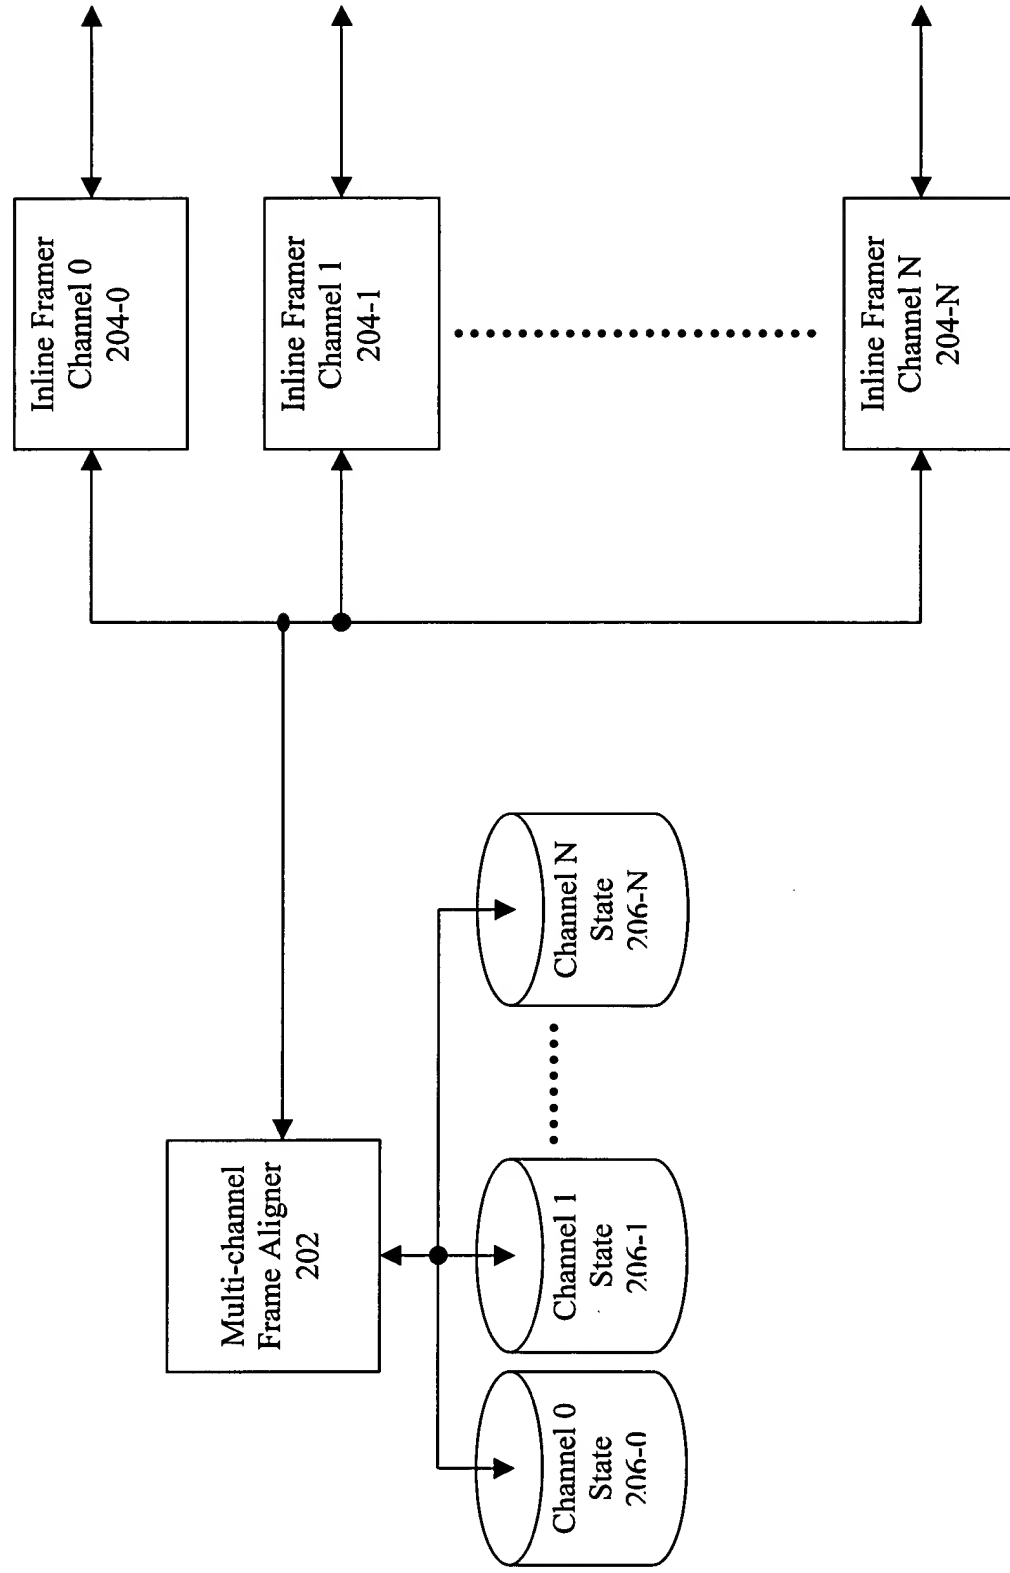 Multi-channel
Frame Aligner
202
Channel 0
State
206-0
Channel 1
State
206-1
Channel N
State
206-N
Inline Framer
Channel 0
204-0
Inline Framer
Channel 1
204-1
Inline Framer
Channel N
204-N